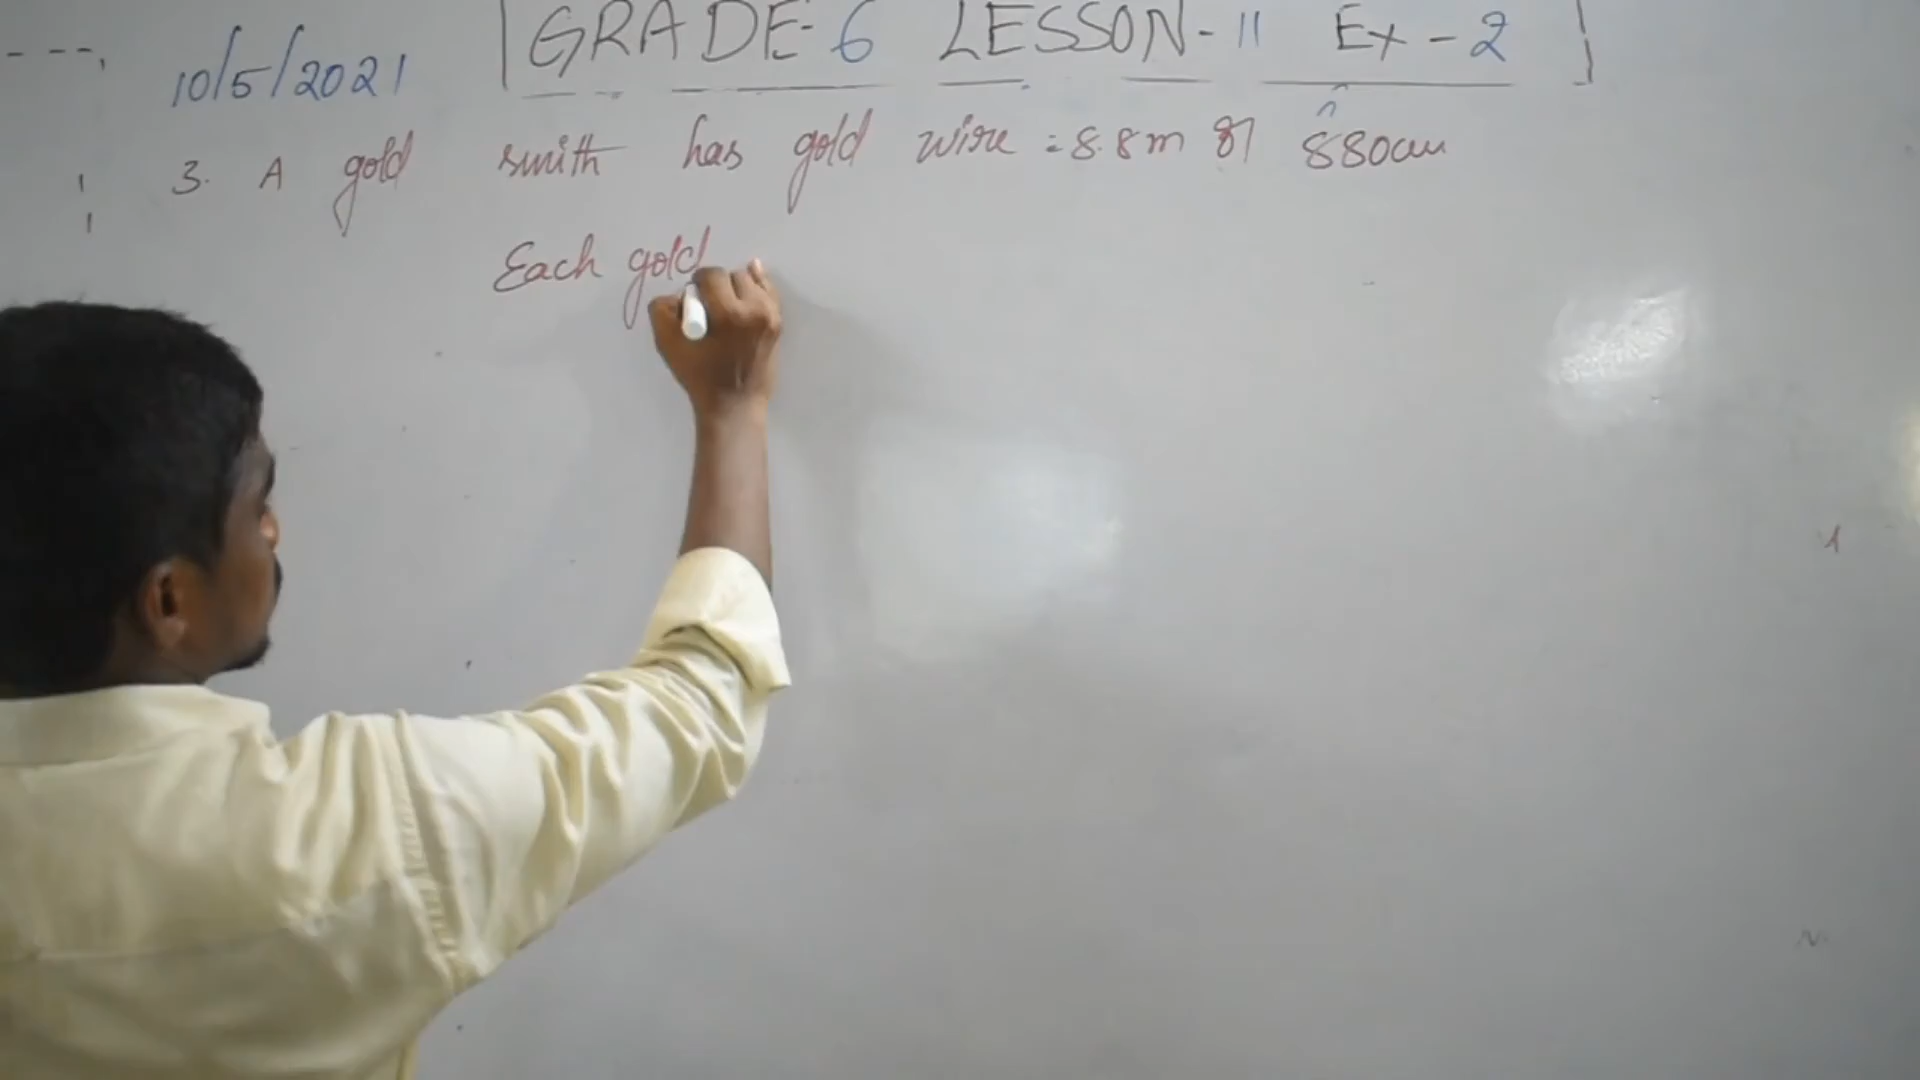 [GRADE-6 LESSON-11 Ex-2]
10/5/2021
3. A gold smith has gold wire = 8.8m or 880cm
Each gold